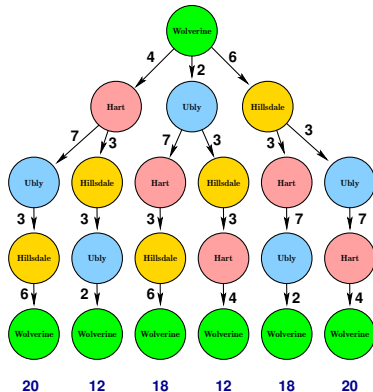 Wolverine
4 2 6
Hart Ubly Hillsdale
7 3 7 3 3 3
Ubly Hillsdale Hart Hillsdale Hart Ubly
3 3 3 3 7 7
Hillsdale Ubly Hillsdale Hart Ubly Hart
6 2 6 4 2 4
Wolverine Wolverine Wolverine Wolverine Wolverine Wolverine
20 12 18 12 18 20